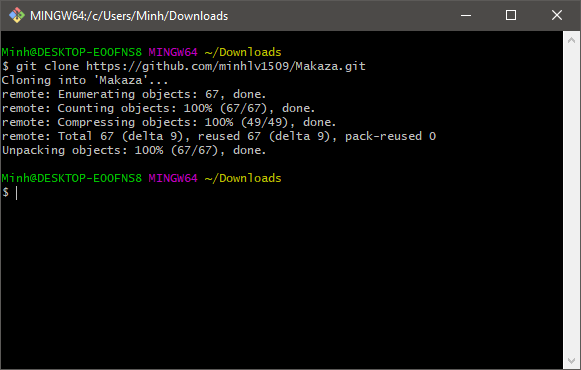 MINGW64:/c/Users/Minh/Downloads
Minh@DESKTOP-EOOFNS8 MINGW64 ~/Downloads
$ git clone https://github.com/minhlv1509/Makaza.git
Cloning into 'Makaza'...
remote: Enumerating objects: 67, done.
remote: Counting objects: 100% (67/67), done.
remote: Compressing objects: 100% (49/49), done.
remote: Total 67 (delta 9), reused 67 (delta 9), pack-reused 0
Unpacking objects: 100% (67/67), done.
Minh@DESKTOP-EOOFNS8 MINGW64 ~/Downloads
$